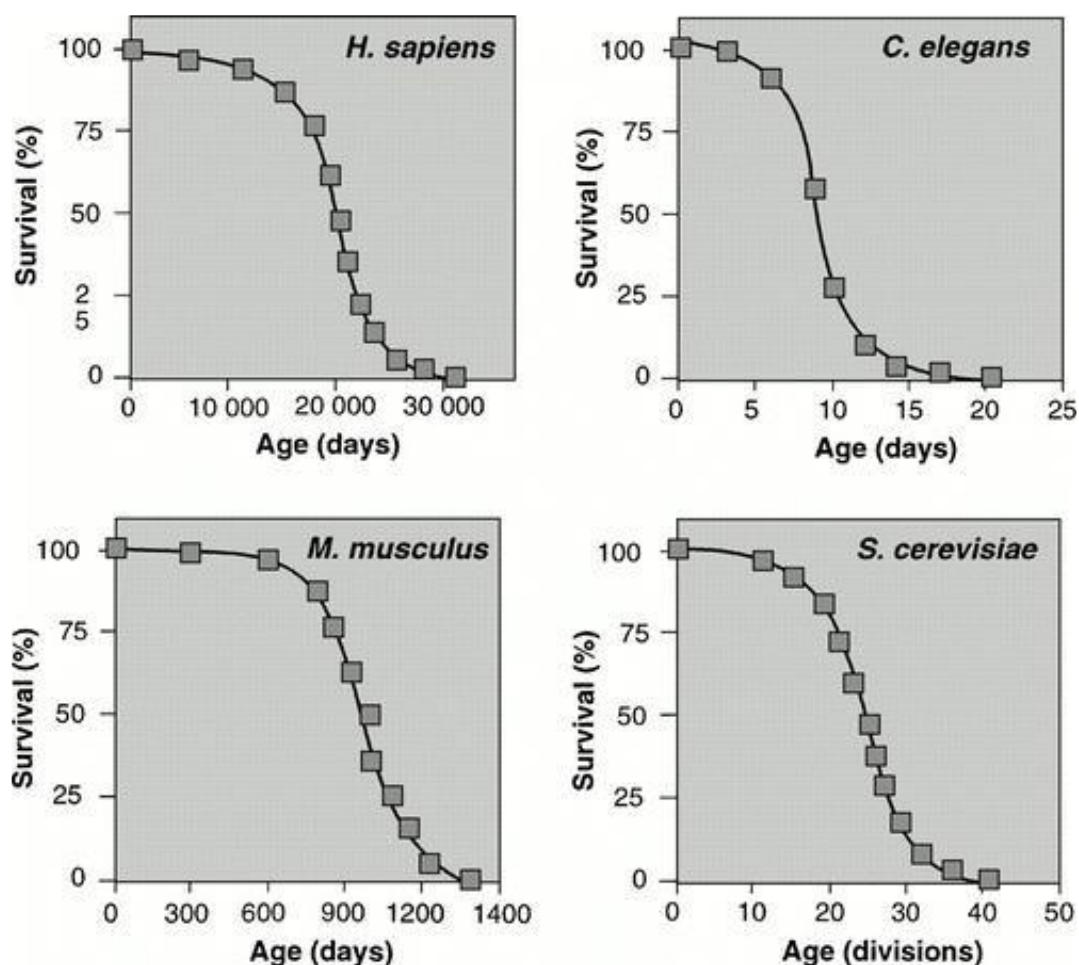 H. sapiens
100
75
50
2
5
0
Survival (%)
0 10 000 20 000 30 000
Age (days)
C. elegans
100
75
50
25
0
Survival (%)
0 5 10 15 20 25
Age (days)
M. musculus
100
75
50
25
0
Survival (%)
0 300 600 900 1200 1400
Age (days)
S. cerevisiae
100
75
50
25
0
Survival (%)
0 10 20 30 40 50
Age (divisions)